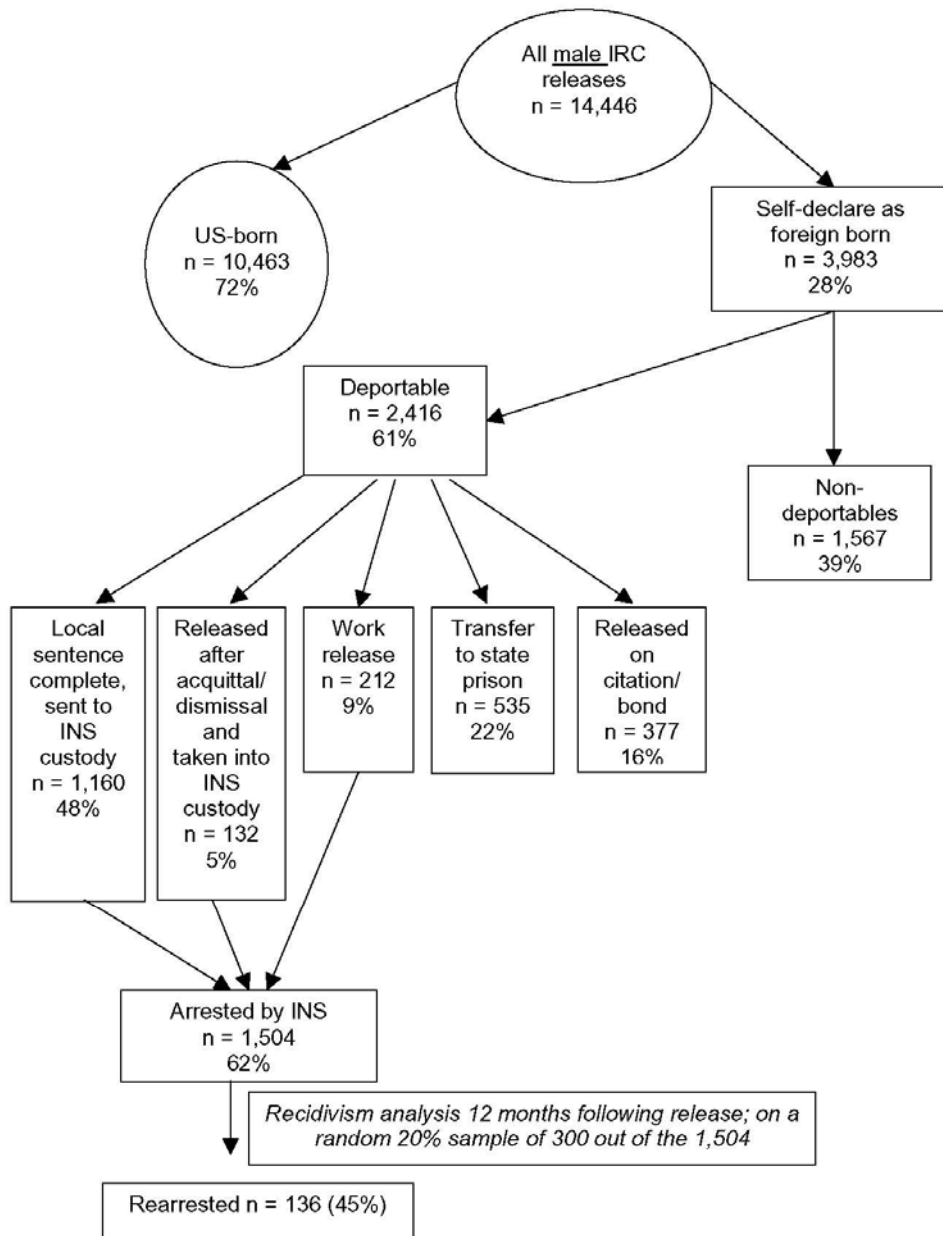 All male IRC
releases
n = 14,446
US-born
n = 10,463
72%
Self-declare as
foreign born
n = 3,983
28%
Deportable
n = 2,416
61%
Non-
deportables
n = 1,567
39%
Local
sentence
complete,
sent to
INS
custody
n = 1,160
48%
Released
after
acquittal/
dismissal
and
taken into
INS
custody
n = 132
5%
Work
release
n = 212
9%
Transfer
to state
prison
n = 535
22%
Released
on
citation/
bond
n = 377
16%
Arrested by INS
n = 1,504
62%
Recidivism analysis 12 months following release; on a
random 20% sample of 300 out of the 1,504
Rearrested n = 136 (45%)